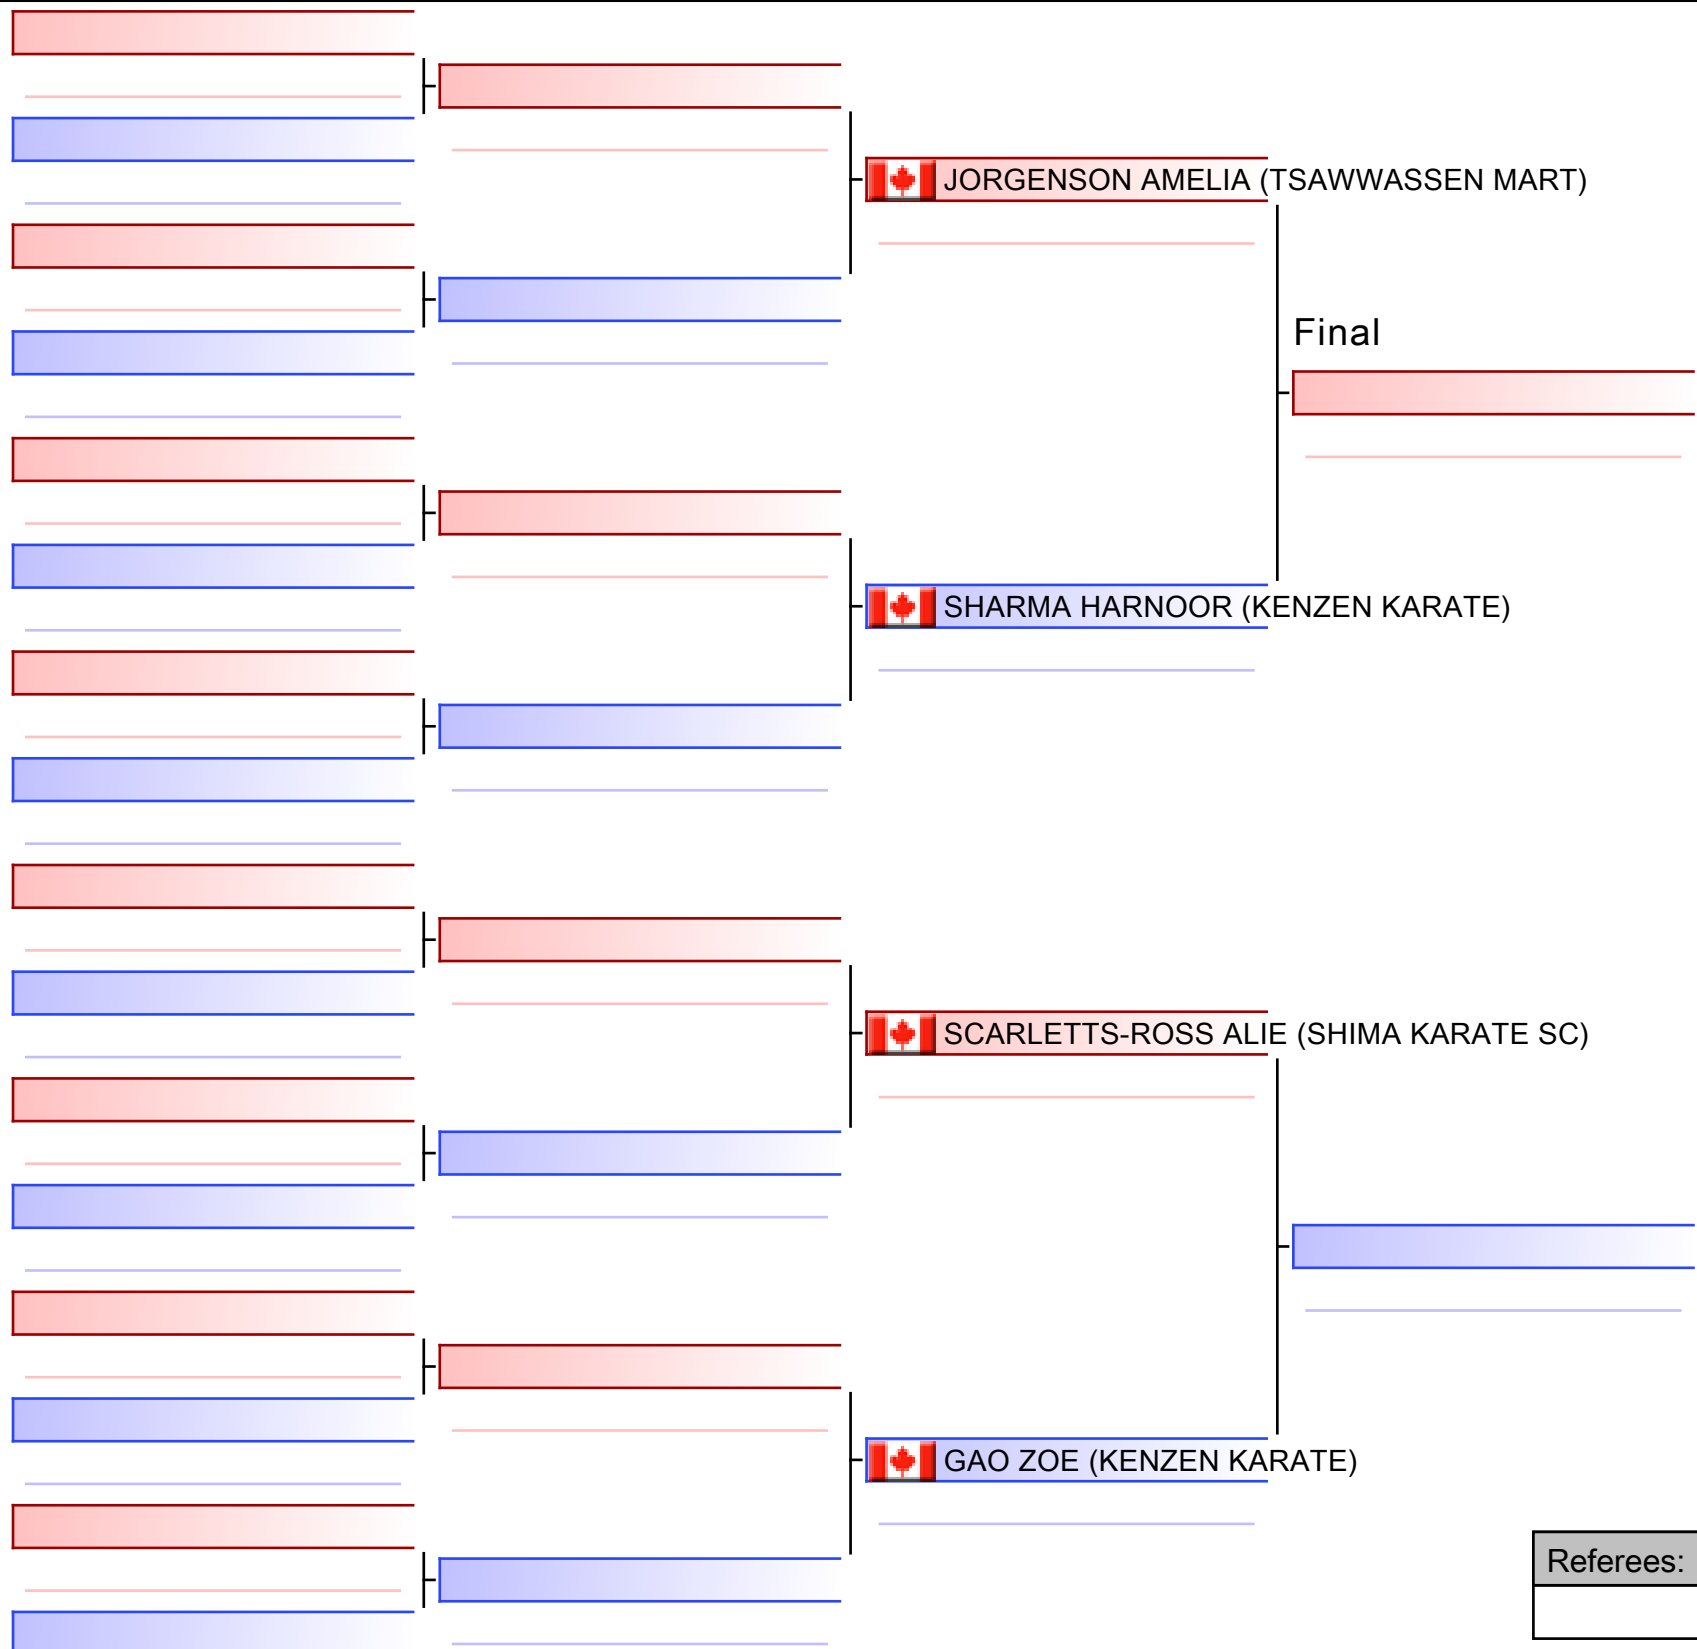 JORGENSON AMELIA (TSAWWASSEN MART)
Final
SHARMA HARNOOR (KENZEN KARATE)
SCARLETTS-ROSS ALIE (SHIMA KARATE SC)
GAO ZOE (KENZEN KARATE)
Referees: